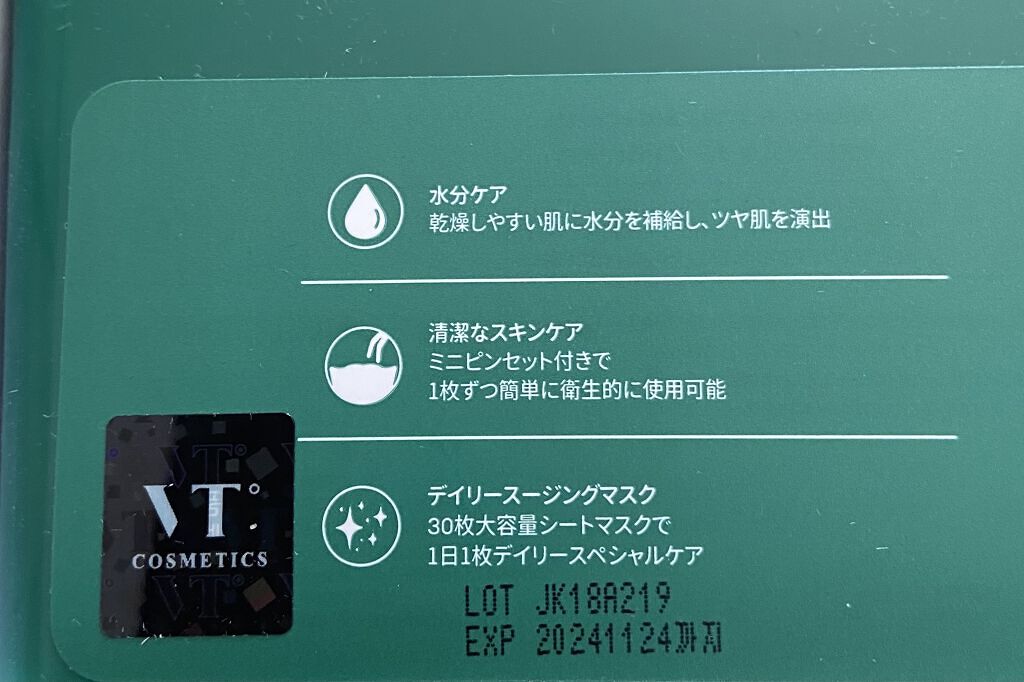 水分ケア
乾燥しやすい肌に水分を補給し、ツヤ肌を演出
清潔なスキンケア
ミニピンセット付きで
1枚ずつ簡単に衛生的に使用可能
VT°
COSMETICS
デイリースージングマスク
30枚大容量シートマスクで
1日1枚デイリースペシャルケア
LOT JK18A219
EXP 20241124까지